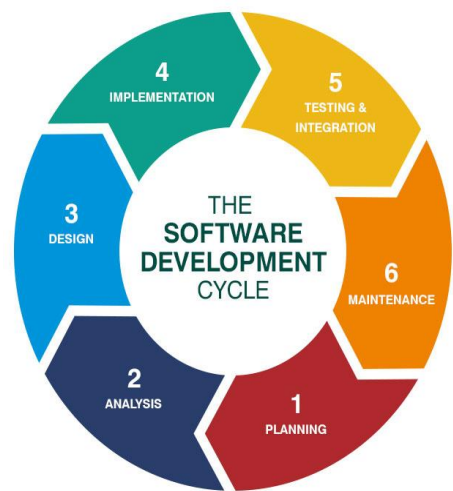 THE
SOFTWARE
DEVELOPMENT
CYCLE
1
PLANNING
2
ANALYSIS
3
DESIGN
4
IMPLEMENTATION
5
TESTING &
INTEGRATION
6
MAINTENANCE